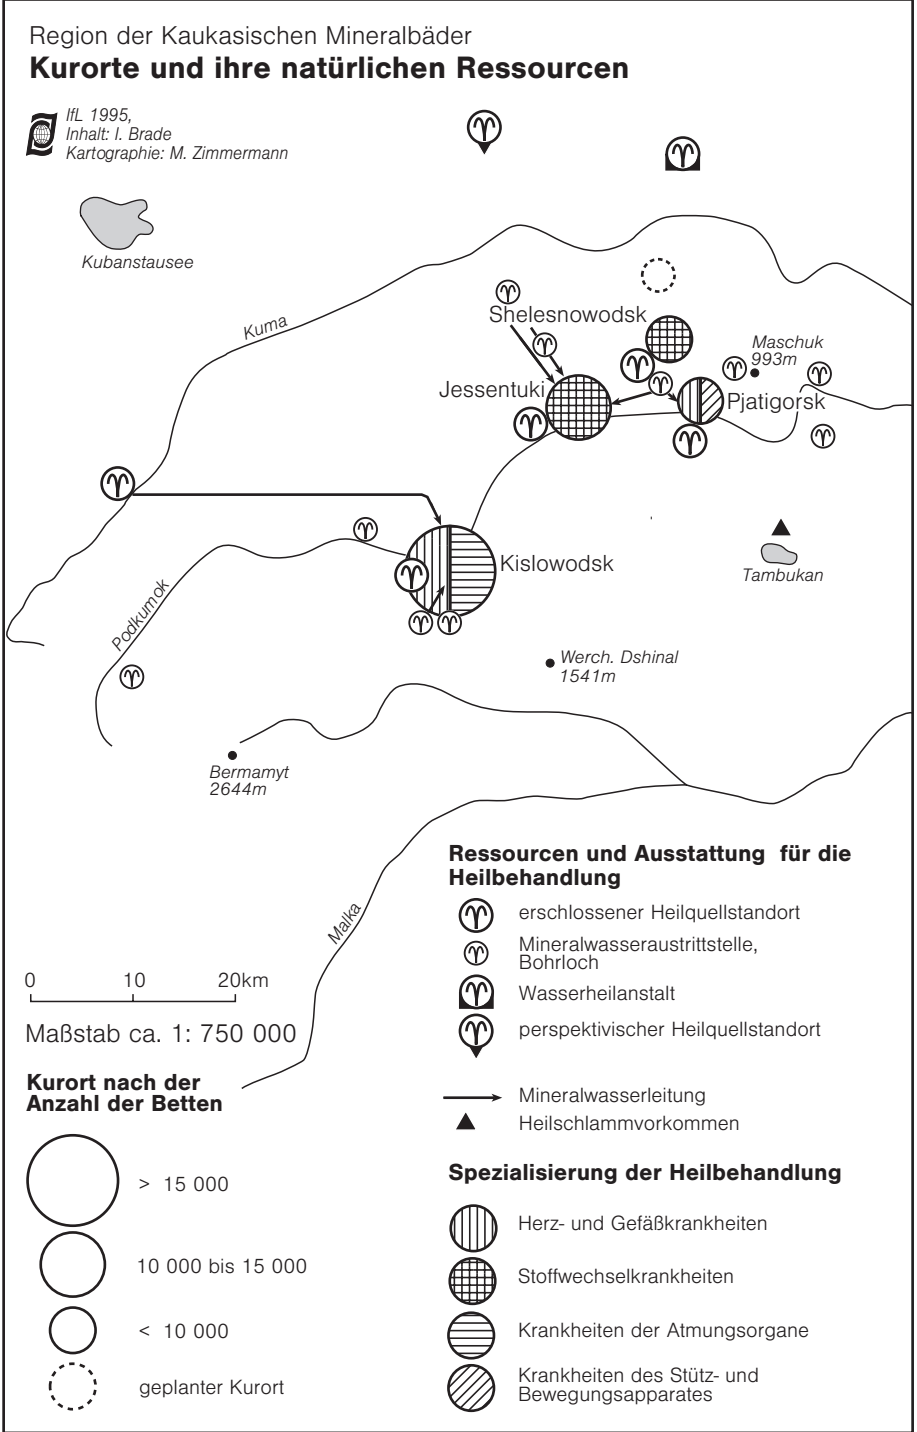 Region der Kaukasischen Mineralbäder
Kurorte und ihre natürlichen Ressourcen
IfL 1995,
Inhalt: I. Brade
Kartographie: M. Zimmermann
Kubanstausee
Kuma
Shelesnowodsk
Maschuk
993m
Jessentuki
Pjatigorsk
Kislowodsk
Tambukan
Podkumok
Werch. Dshinal
1541m
Bermamyt
2644m
Malka
0 10 20km
Maßstab ca. 1: 750 000
Kurort nach der
Anzahl der Betten
> 15 000
10 000 bis 15 000
< 10 000
geplanter Kurort
Ressourcen und Ausstattung für die
Heilbehandlung
erschlossener Heilquellstandort
Mineralwasseraustrittstelle,
Bohrloch
Wasserheilanstalt
perspektivischer Heilquellstandort
Mineralwasserleitung
Heilschlammvorkommen
Spezialisierung der Heilbehandlung
Herz- und Gefäßkrankheiten
Stoffwechselkrankheiten
Krankheiten der Atmungsorgane
Krankheiten des Stütz- und
Bewegungsapparates